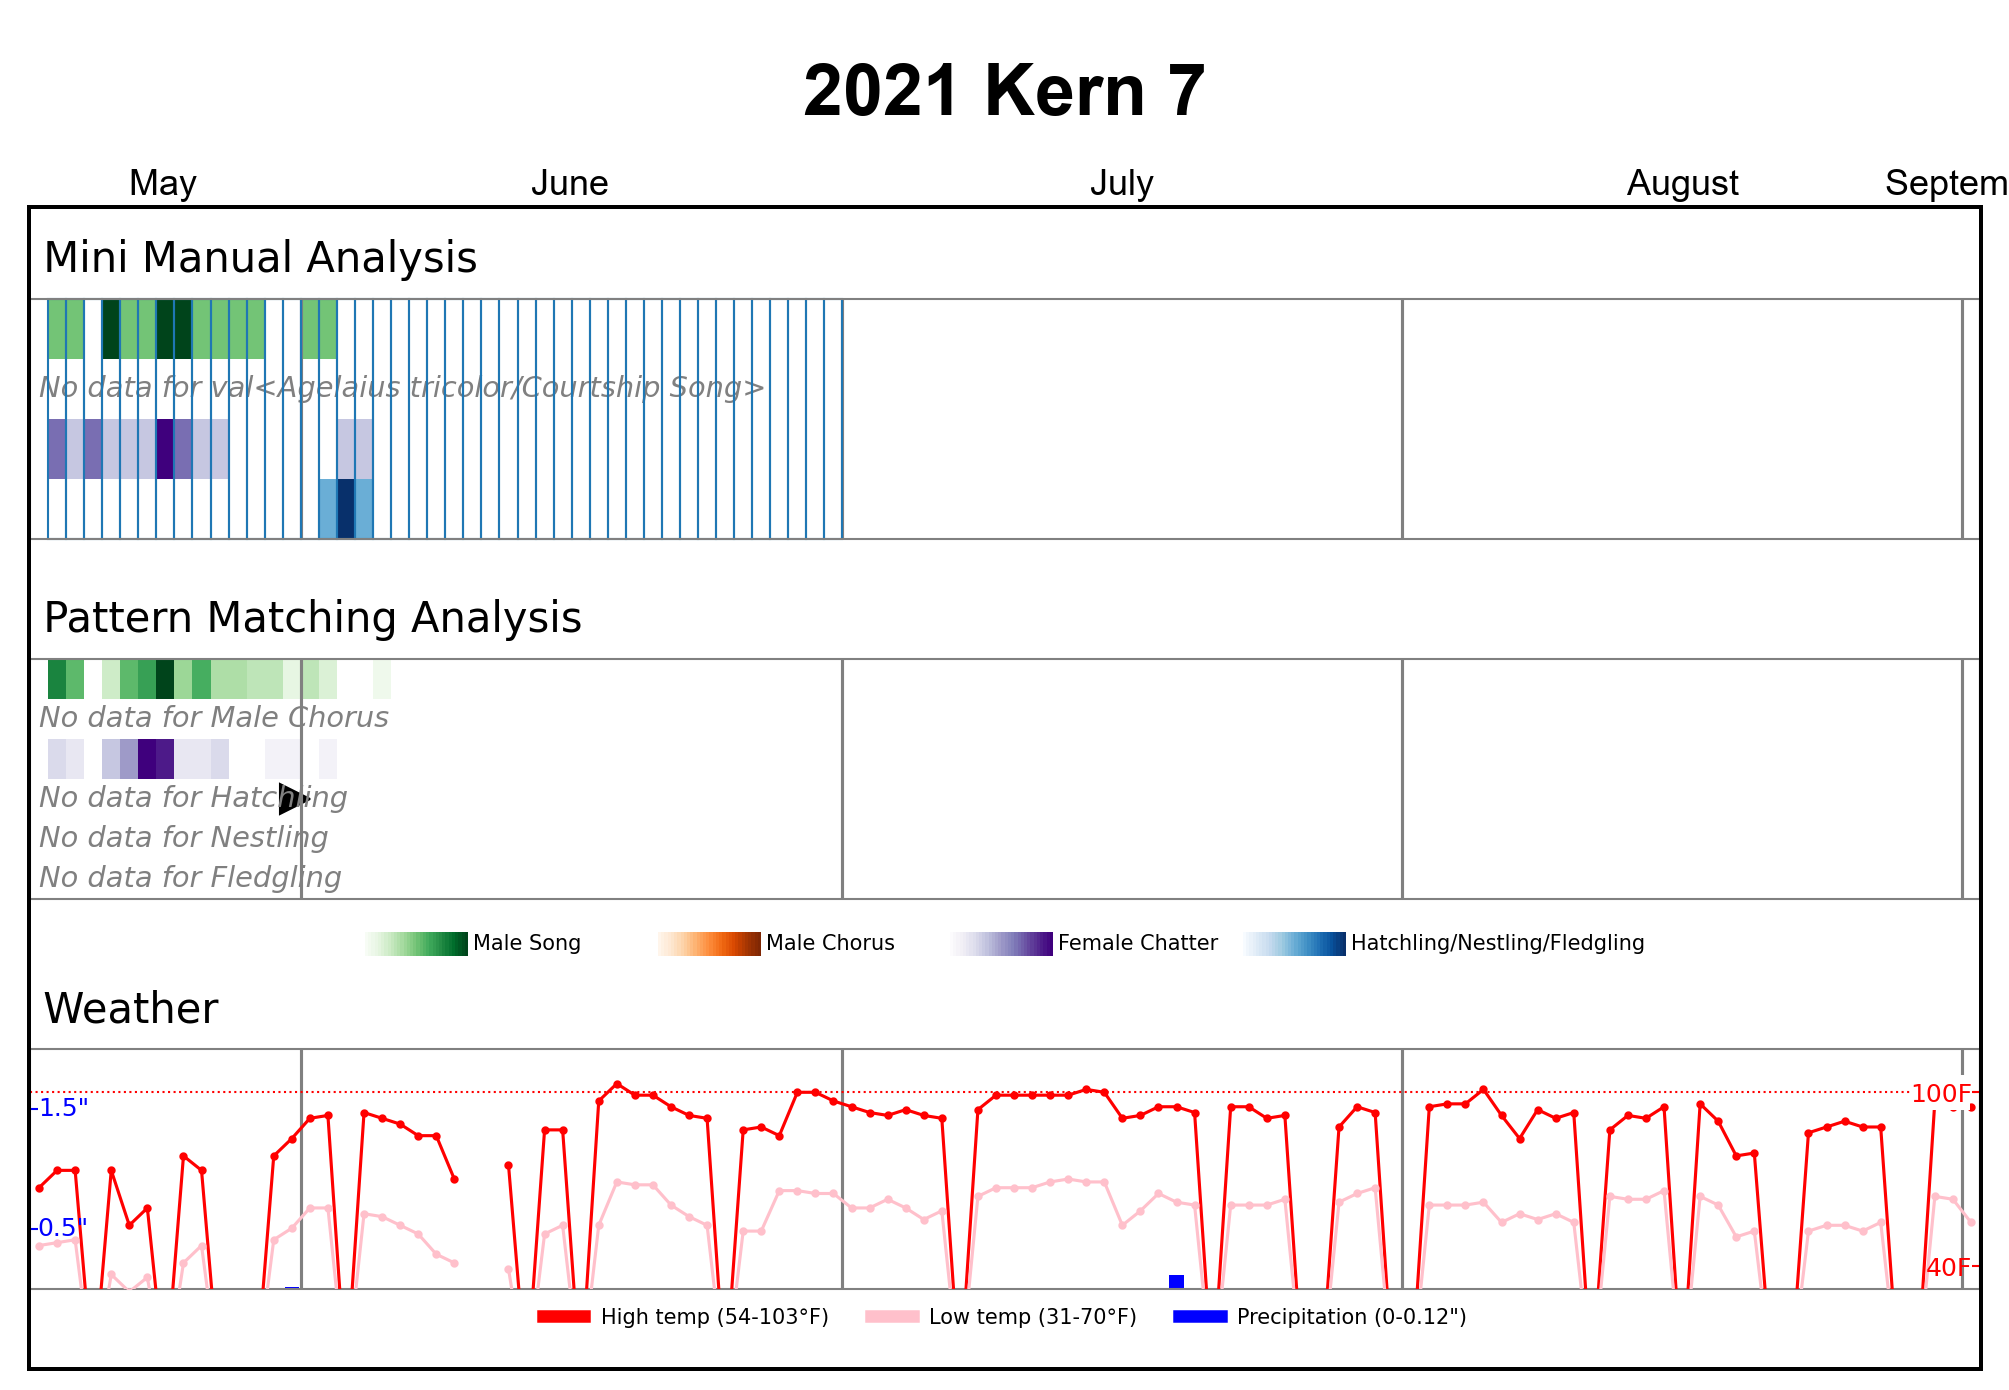 2021 Kern 7
May June July August Septem
Mini Manual Analysis
No data for val<Agelaius tricolor/Courtship Song>
Pattern Matching Analysis
No data for Male Chorus
No data for Hatchling
No data for Nestling
No data for Fledgling
Male Song Male Chorus Female Chatter Hatchling/Nestling/Fledgling
Weather
100F
1.5"
0.5"
40F
High temp (54-103°F) Low temp (31-70°F) Precipitation (0-0.12")